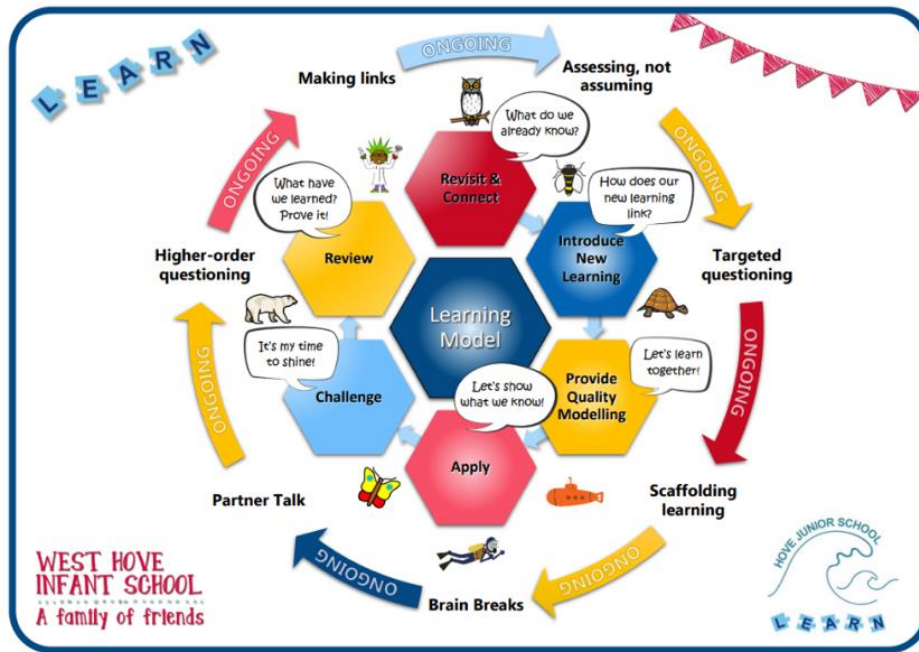 LEARN
ONGOING
Making links
Assessing, not
assuming
What do we
already know?
Revisit &
Connect
ONGOING
ONGOING
What have
we learned?
Prove it!
How does our
new learning
link?
Higher-order
questioning
Review
Introduce
New
Learning
Targeted
questioning
Learning
Model
It's my time
to shine!
Let's learn
together!
Let's show
what we know!
Challenge
Provide
Quality
Modelling
ONGOING
ONGOING
Apply
Partner Talk
Scaffolding
learning
ONGOING
ONGOING
Brain Breaks
WEST HOVE
INFANT SCHOOL
A family of friends
HOVE JUNIOR SCHOOL
LEARN